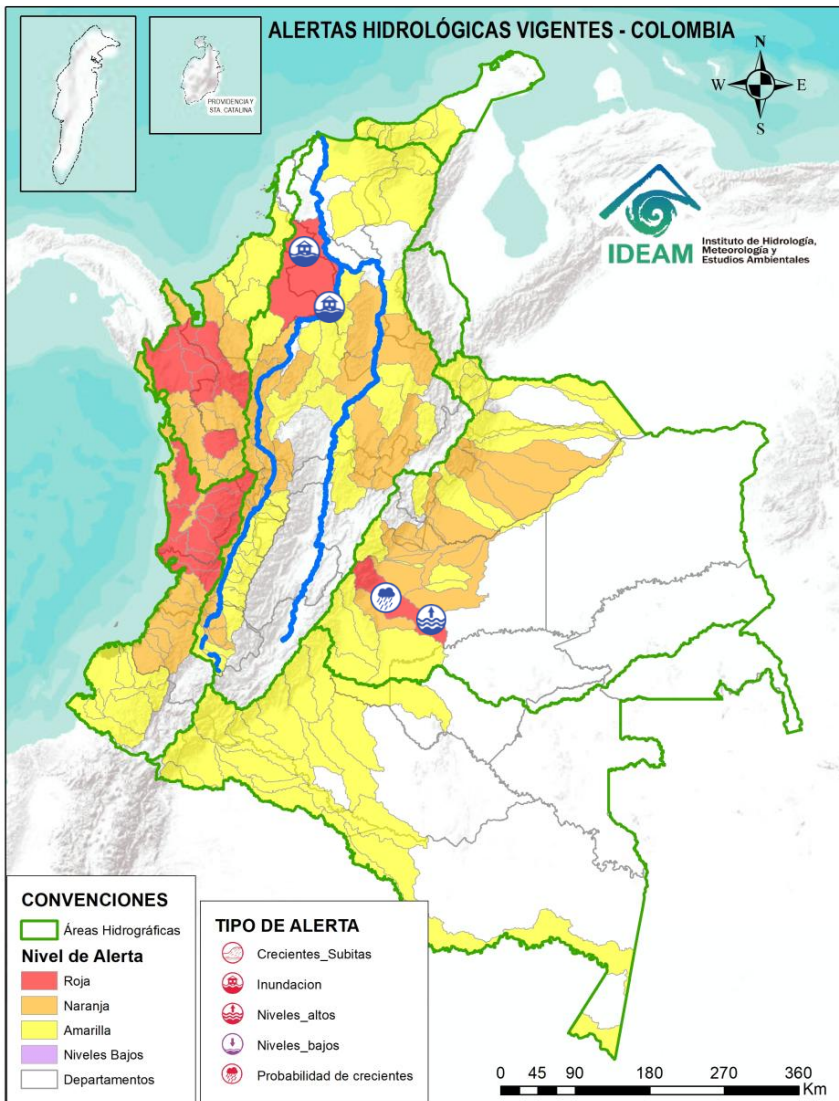 ALERTAS HIDROLÓGICAS VIGENTES - COLOMBIA
PROVIDENCIA Y
STA. CATALINA
N
W
E
S
IDEAM
Instituto de Hidrología,
Meteorología y
Estudios Ambientales
CONVENCIONES
Áreas Hidrográficas
Nivel de Alerta
Roja
Naranja
Amarilla
Niveles Bajos
Departamentos
TIPO DE ALERTA
Crecientes_Subitas
Inundacion
Niveles_altos
Niveles_bajos
Probabilidad de crecientes
0 45 90 180 270 360
Km